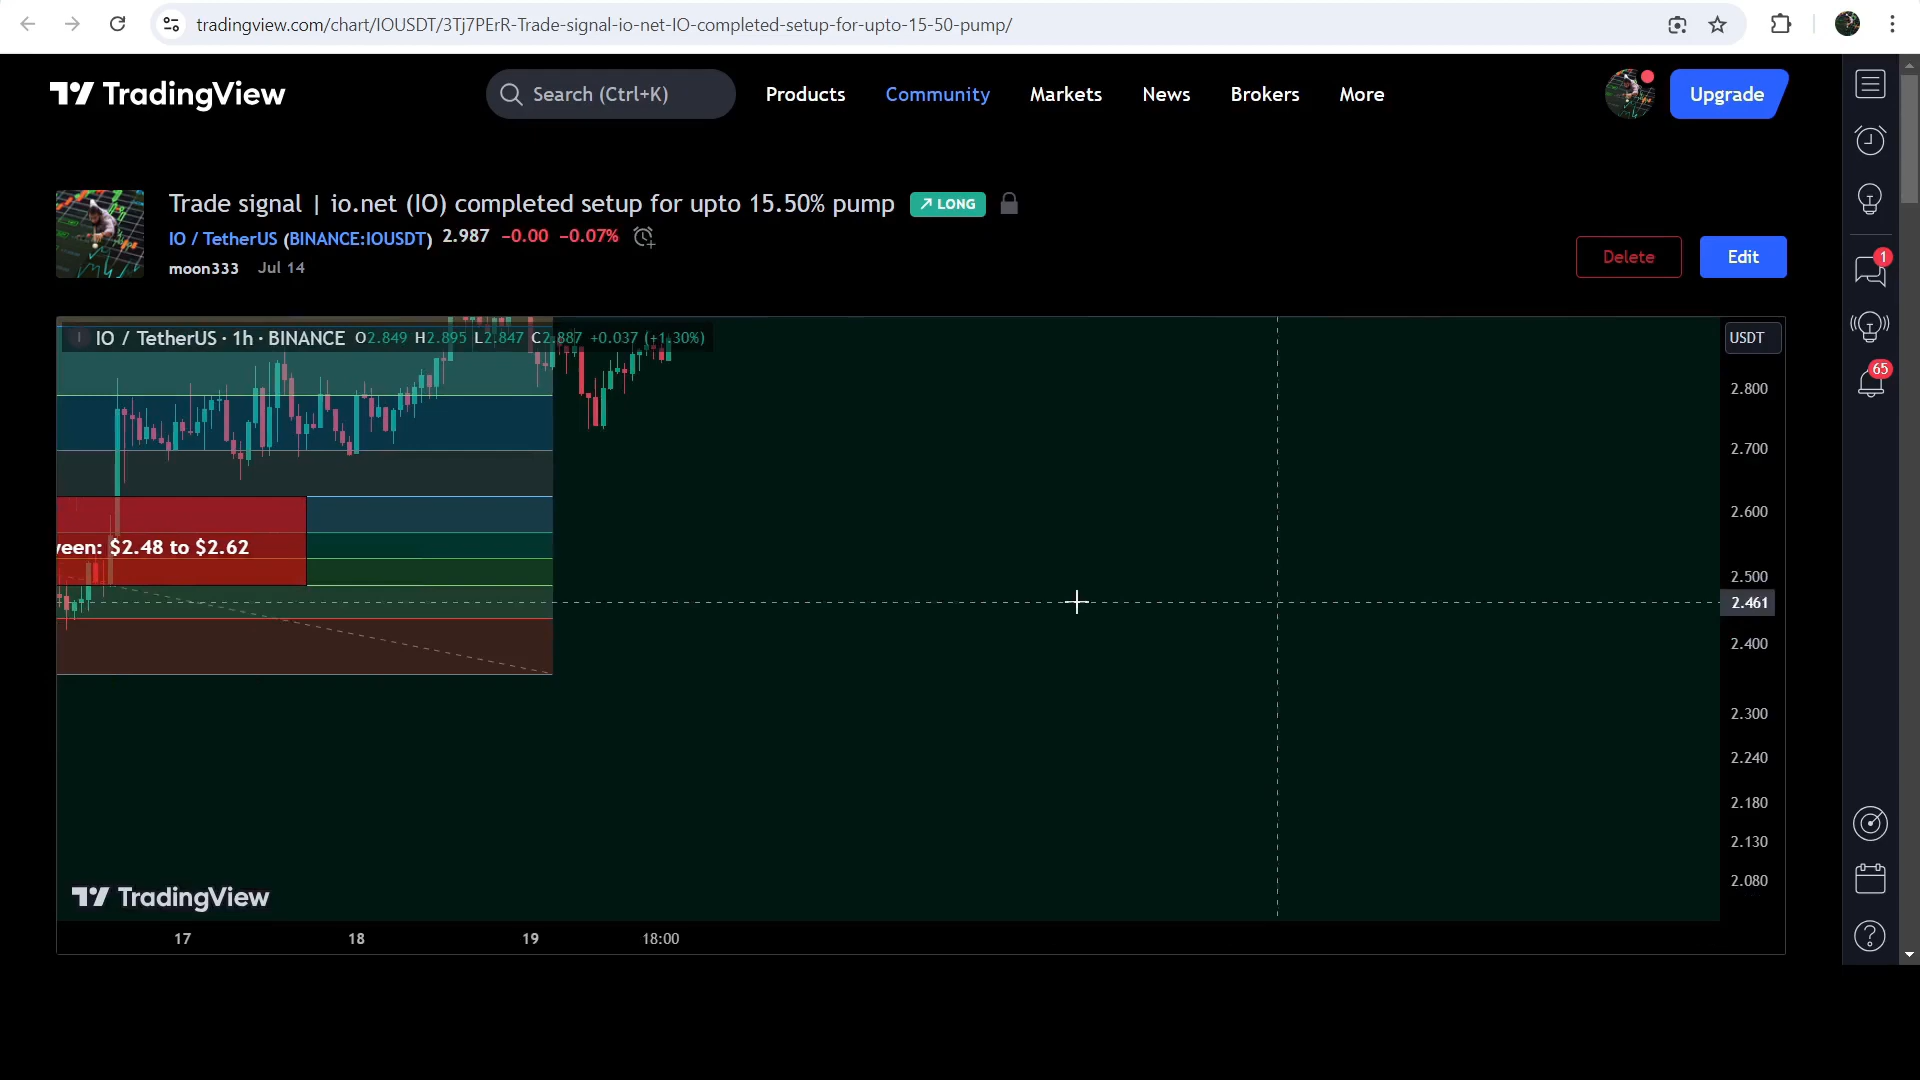 tradingview.com/chart/IOUSDT/3Tj7PErR-Trade-signal-io-net-IO-completed-setup-for-upto-15-50-pump/
TradingView
Search (Ctrl+K)
Products
Community
Markets
News
Brokers
More
Upgrade
Trade signal | io.net (IO) completed setup for upto 15.50% pump
LONG
IO / TetherUS (BINANCE:IOUSDT) 2.987 −0.00 −0.07%
moon333 Jul 14
Delete
Edit
1
65
I IO / TetherUS · 1h · BINANCE O2.849 H2.895 L2.847 C2.887 +0.037 (+1.30%)
USDT
2.800
2.700
2.600
veen: $2.48 to $2.62
2.500
2.461
2.400
2.300
2.240
2.180
2.130
2.080
TradingView
17
18
19
18:00